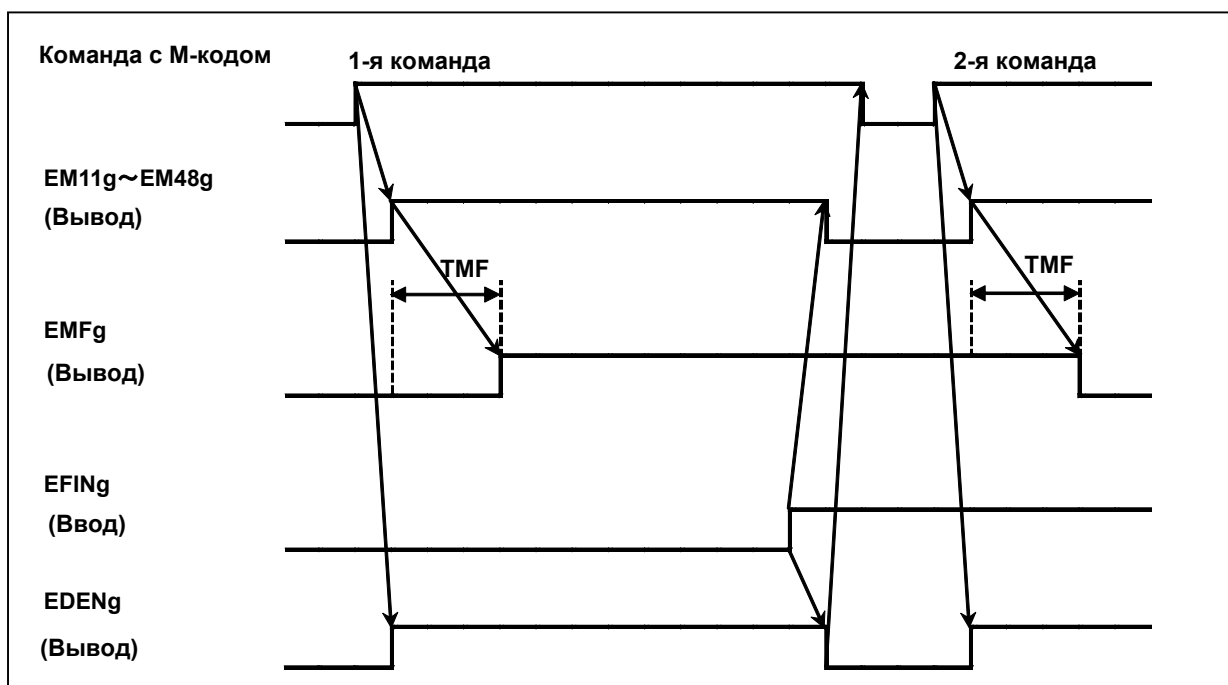 Команда с М-кодом
1-я команда
2-я команда
EM11g～EM48g
(Вывод)
TMF
TMF
EMFg
(Вывод)
EFINg
(Ввод)
EDENg
(Вывод)